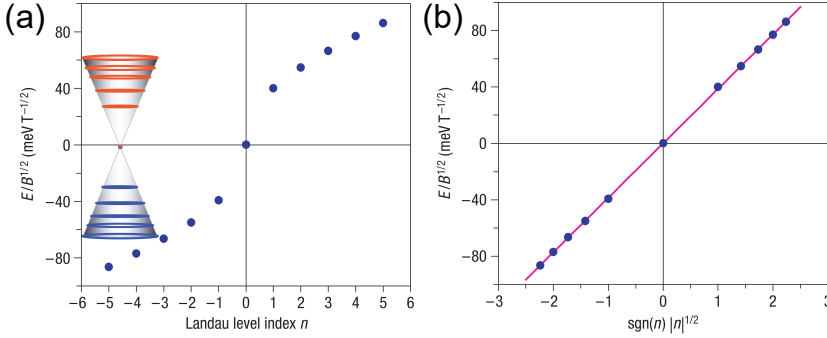 (a)
80
40
0
−40
−80
E/B^{1/2} (meV T^{−1/2})
−6 −5 −4 −3 −2 −1 0 1 2 3 4 5 6
Landau level index n
(b)
80
40
0
−40
−80
E/B^{1/2} (meV T^{−1/2})
−3 −2 −1 0 1 2 3
sgn(n) |n|^{1/2}